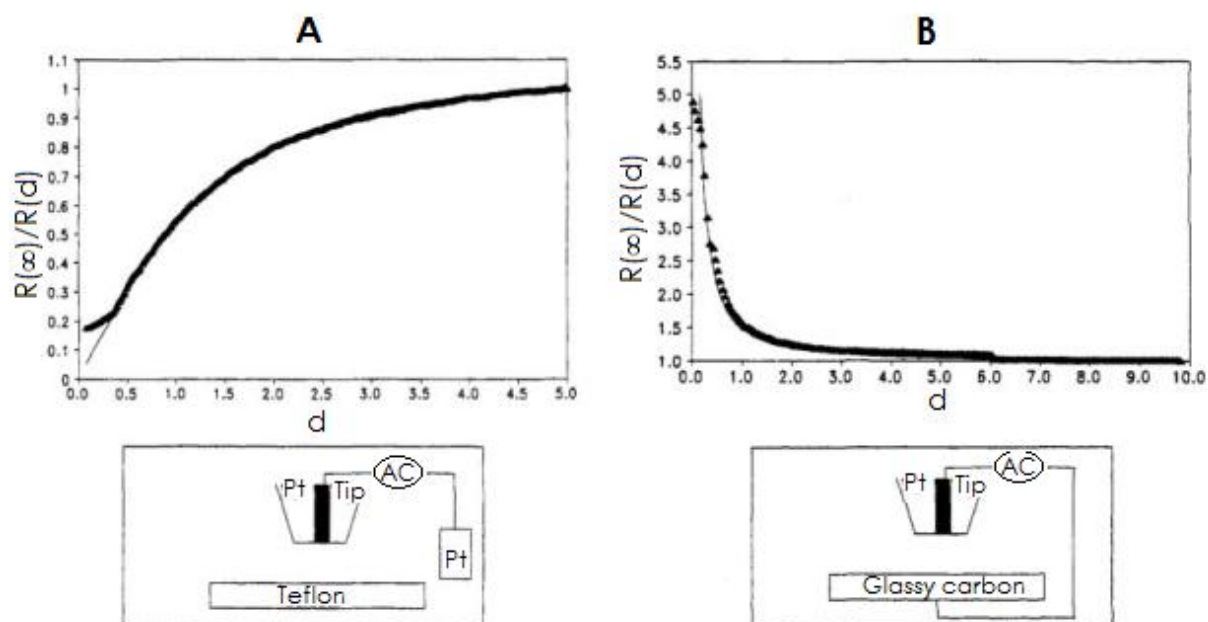 A
1.1
1
0.9
0.8
0.7
0.6
0.5
0.4
0.3
0.2
0.1
0
R(∞)/R(d)
0.0 0.5 1.0 1.5 2.0 2.5 3.0 3.5 4.0 4.5 5.0
d
Pt Tip AC
Pt
Teflon
B
5.5
5.0
4.5
4.0
3.5
3.0
2.5
2.0
1.5
1.0
R(∞)/R(d)
0.0 1.0 2.0 3.0 4.0 5.0 6.0 7.0 8.0 9.0 10.0
d
Pt Tip AC
Glassy carbon